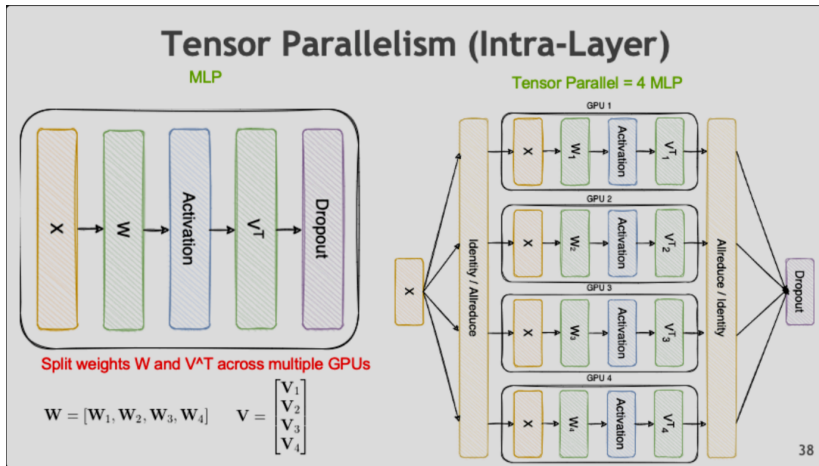 Tensor Parallelism (Intra-Layer)
MLP
X
W
Activation
V^T
Dropout
Split weights W and V^T across multiple GPUs
W = [W₁, W₂, W₃, W₄]
V = [V₁
V₂
V₃
V₄]
Tensor Parallel = 4 MLP
X
Identity / Allreduce
GPU 1
X
W₁
Activation
V^T₁
GPU 2
X
W₂
Activation
V^T₂
GPU 3
X
W₃
Activation
V^T₃
GPU 4
X
W₄
Activation
V^T₄
Allreduce / Identity
Dropout
38